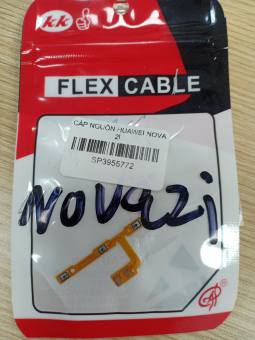 kk
FLEX CABLE
CÁP NGUỒN HUAWEI NOVA
2I
SP3955772
Nova2i